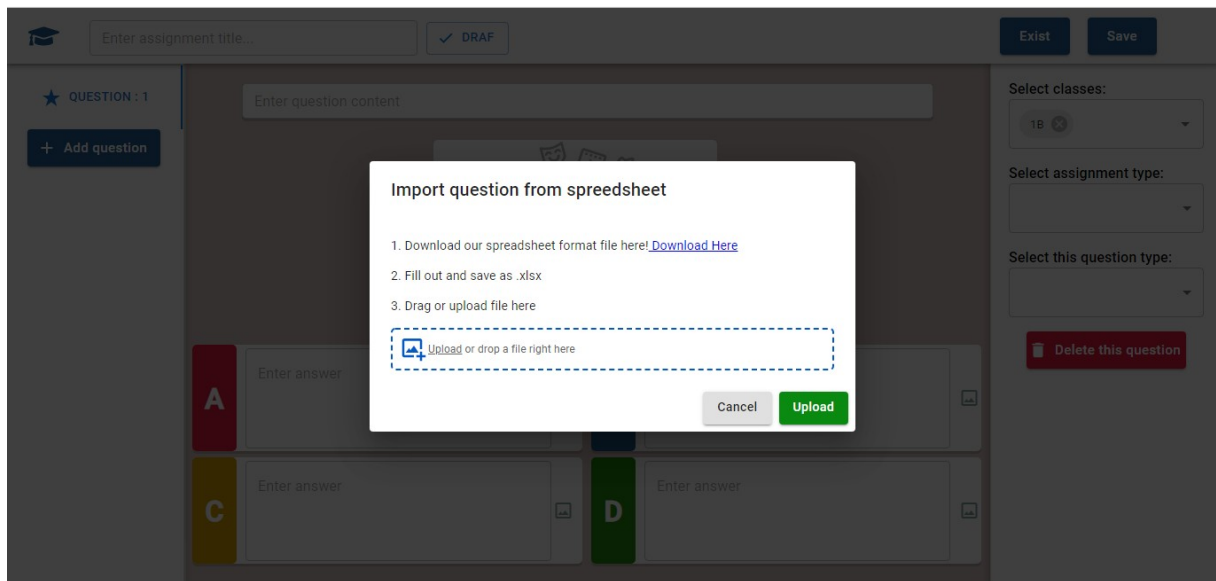 Enter assignment title...
DRAF
Exist
Save
QUESTION : 1
Add question
Enter question content
Select classes:
1B
Select assignment type:
Select this question type:
Delete this question
Import question from spreedsheet
1. Download our spreadsheet format file here! Download Here
2. Fill out and save as .xlsx
3. Drag or upload file here
Upload or drop a file right here
Cancel
Upload
A
Enter answer
C
Enter answer
D
Enter answer